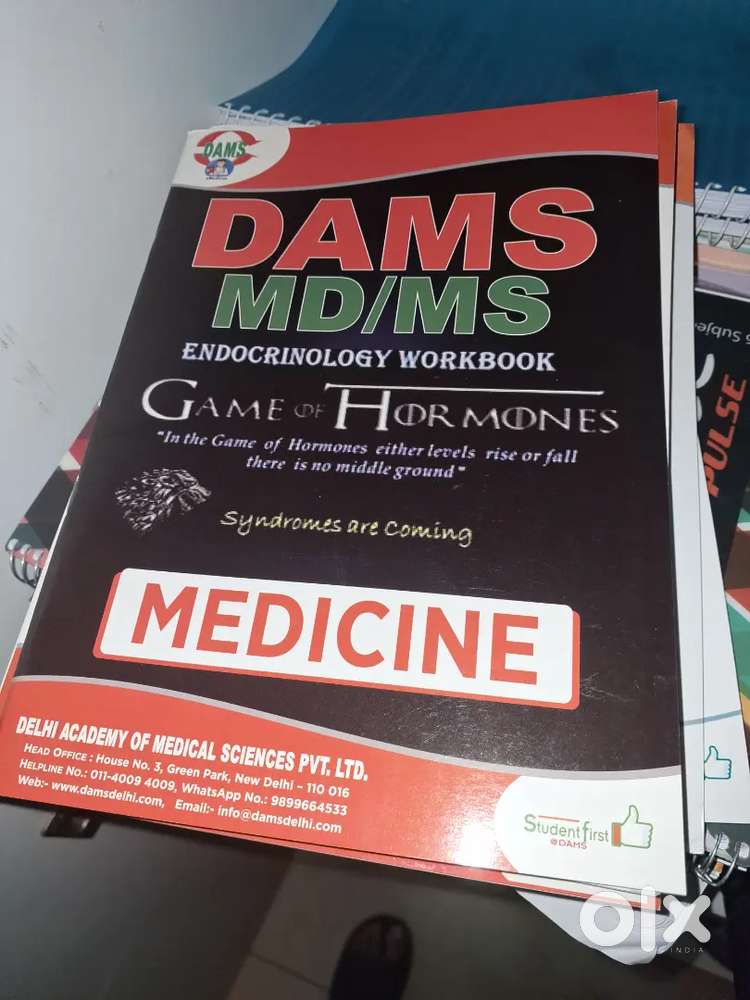 DAMS
DAMS
MD/MS
ENDOCRINOLOGY WORKBOOK
GAME OF HORMONES
"In the Game of Hormones either levels rise or fall
there is no middle ground"
Syndromes are Coming
MEDICINE
DELHI ACADEMY OF MEDICAL SCIENCES PVT. LTD.
HEAD OFFICE : House No. 3, Green Park, New Delhi – 110 016
HELPLINE NO.: 011-4009 4009, WHATSAPP NO.: 9899664533
Web:- www.damsdelhi.com, Email:- info@damsdelhi.com
Student first
@DAMS
PULSE
olx
INDIA